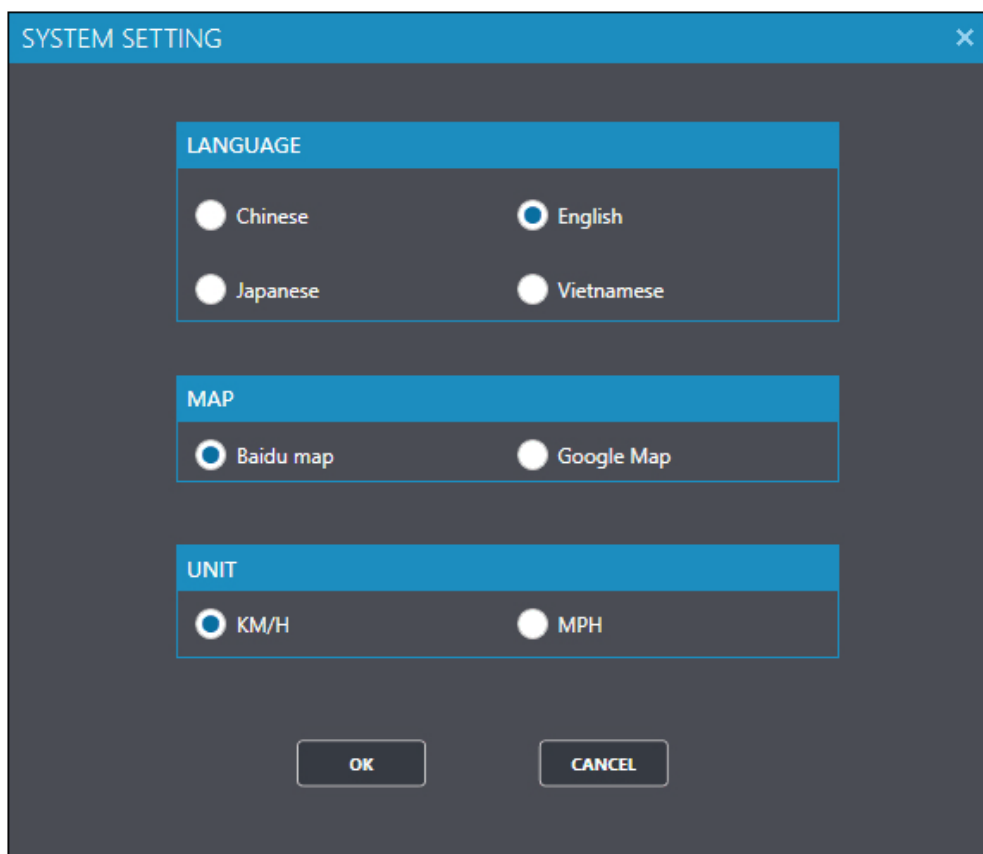 SYSTEM SETTING
LANGUAGE
Chinese English
Japanese Vietnamese
MAP
Baidu map Google Map
UNIT
KM/H MPH
OK CANCEL